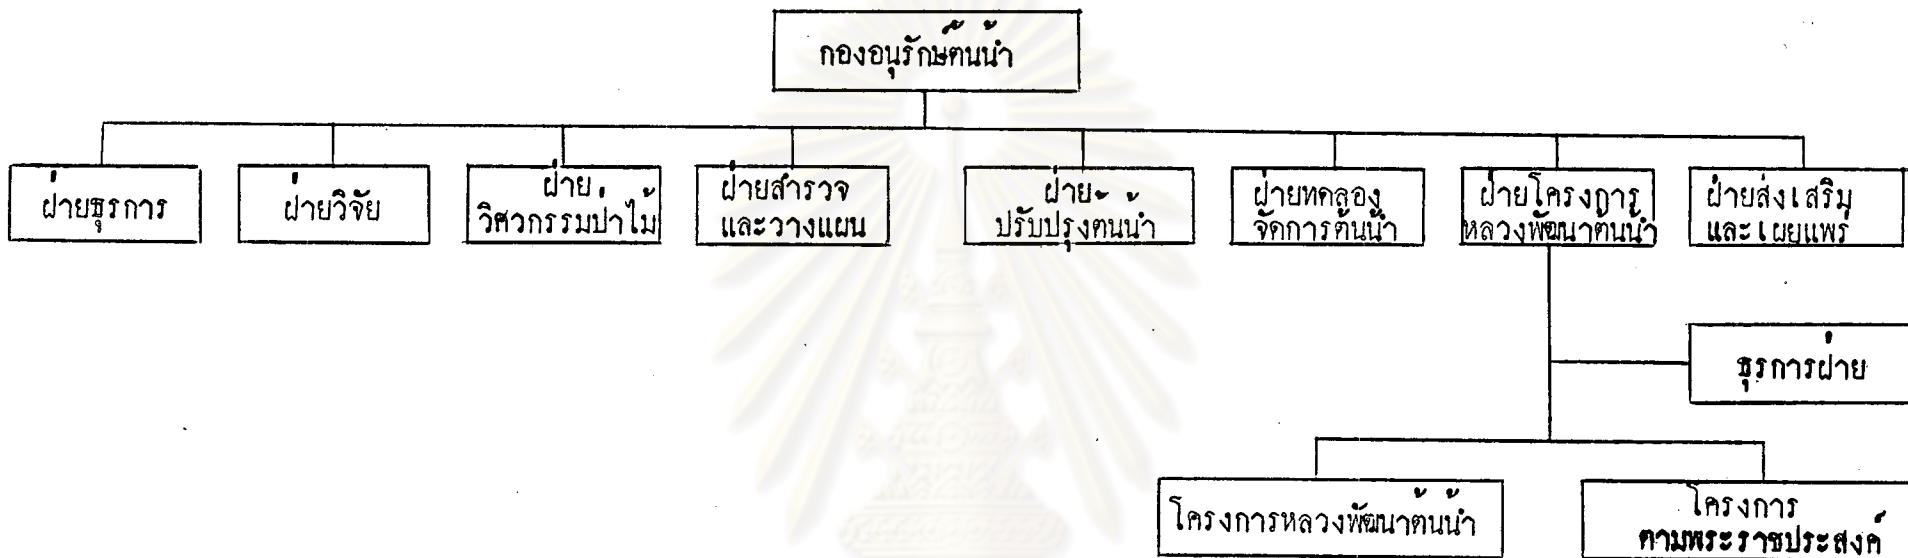 กองอนุรักษ์ต้นน้ำ
ฝ่ายธุรการ
ฝ่ายวิจัย
ฝ่าย
วิศวกรรมป่าไม้
ฝ่ายสำรวจ
และวางแผน
ฝ่าย
ปรับปรุงต้นน้ำ
ฝ่ายทดลอง
จัดการต้นน้ำ
ฝ่ายโครงการ
หลวงพัฒนาต้นน้ำ
ฝ่ายส่งเสริม
และเผยแพร่
ธุรการฝ่าย
โครงการหลวงพัฒนาต้นน้ำ
โครงการ
ตามพระราชประสงค์